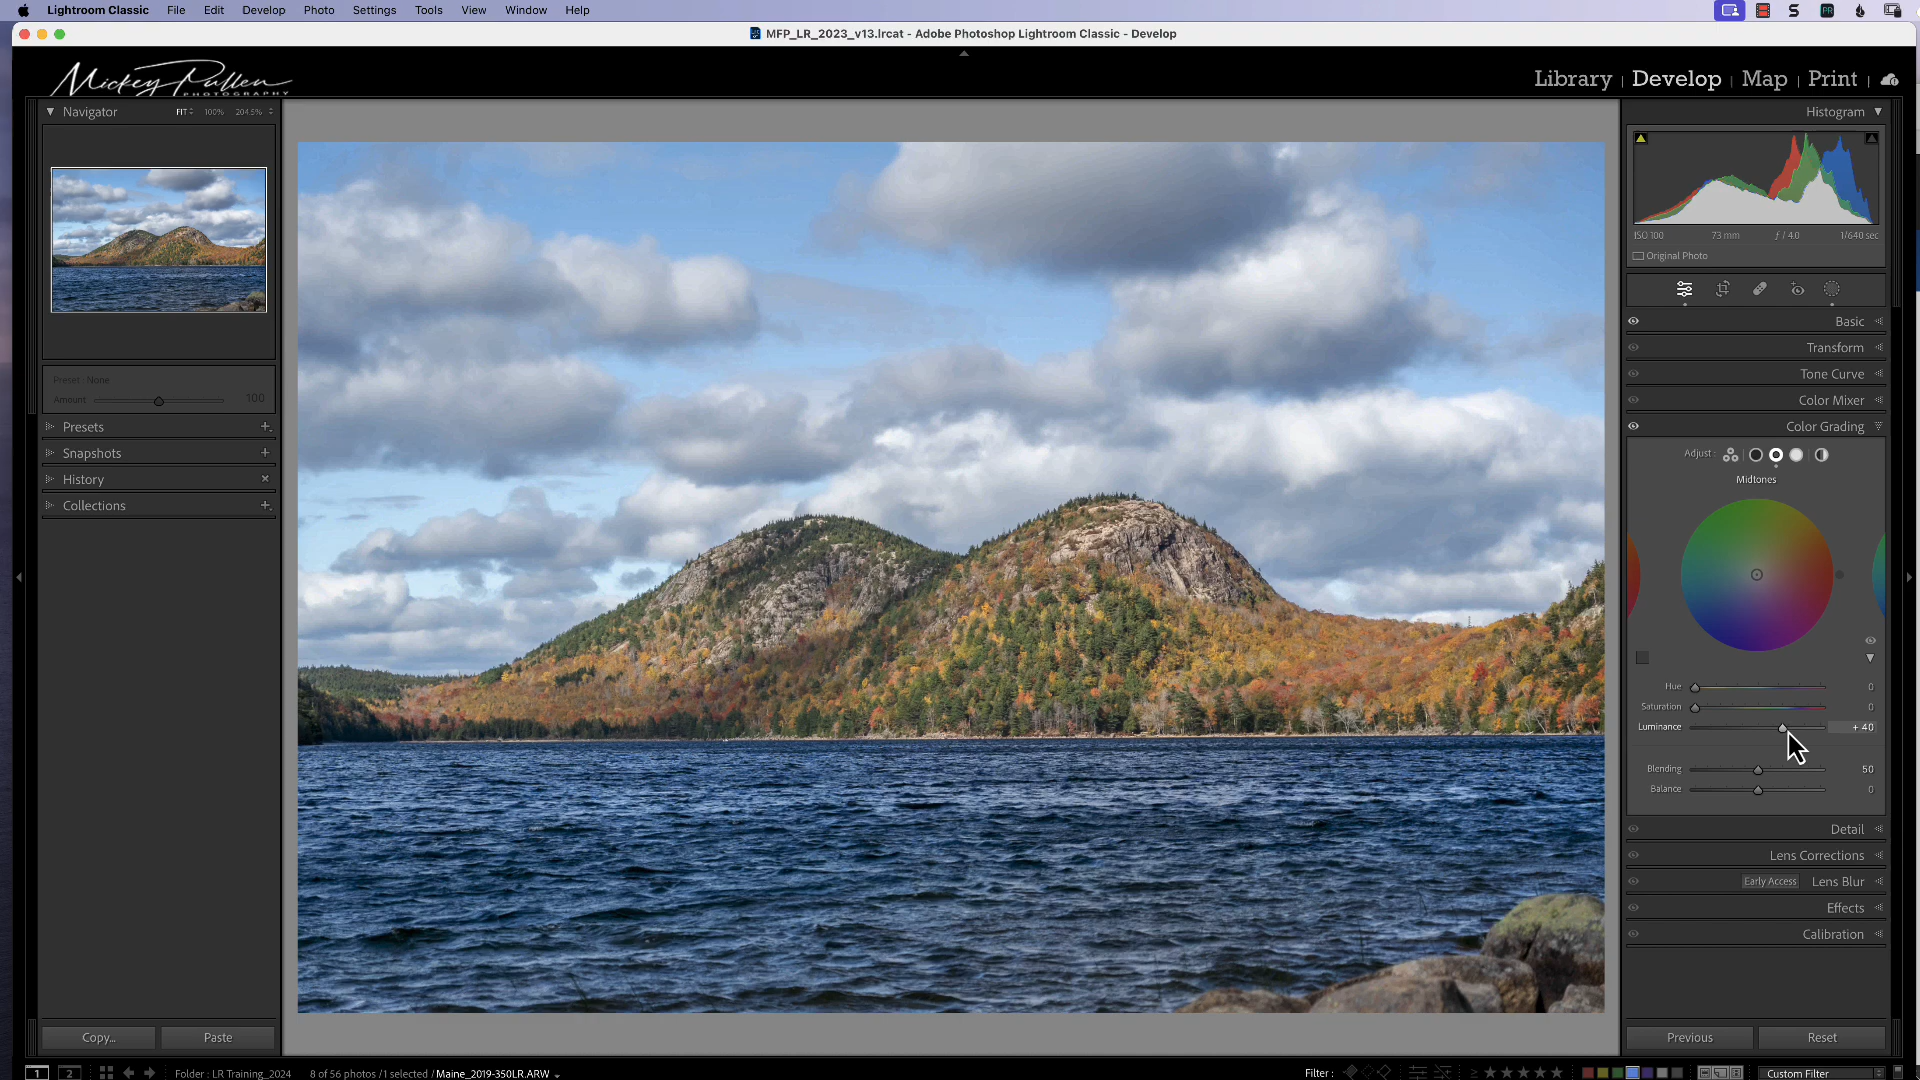 Lightroom Classic File Edit Develop Photo Settings Tools View Window Help
MFP_LR_2023_v13.lrcat - Adobe Photoshop Lightroom Classic - Develop
Mickey Pullen
PHOTOGRAPHY
Library | Develop | Map | Print |
Navigator FIT 100% 204.5%
Histogram
ISO 100 73 mm ƒ / 4.0 1/640 sec
Original Photo
Basic
Transform
Preset : None
Tone Curve
Amount 100
Color Mixer
Presets
Color Grading
Snapshots
Adjust :
History
Midtones
Collections
Hue 0
Saturation 0
Luminance + 40
Blending 50
Balance 0
Detail
Lens Corrections
Early Access Lens Blur
Effects
Calibration
Copy... Paste
Previous Reset
1 2 Folder : LR Training_2024 8 of 56 photos / 1 selected / Maine_2019-350LR.ARW
Filter : Custom Filter